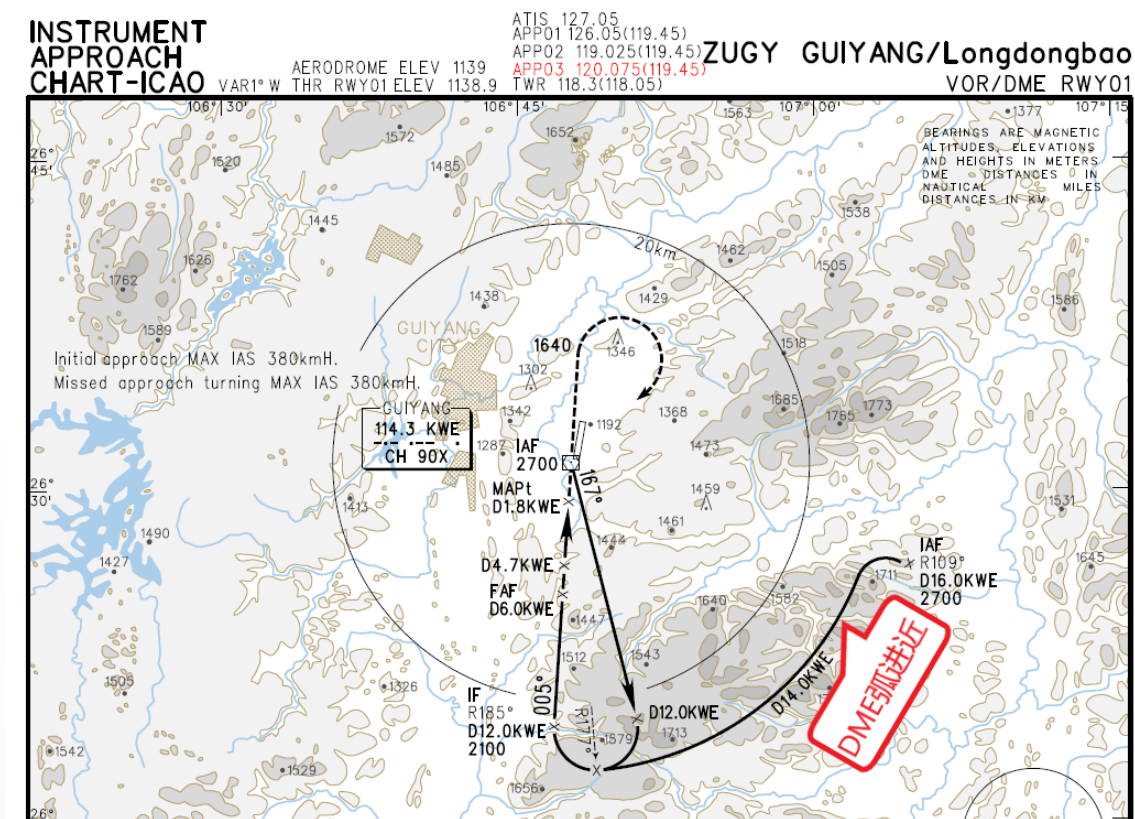 INSTRUMENT
APPROACH
CHART-ICAO
VAR1° W
AERODROME ELEV 1139
THR RWY01 ELEV 1138.9
ATIS 127.05
APP01 126.05(119.45)
APP02 119.025(119.45)
APP03 120.075(119.45)
TWR 118.3(118.05)
ZUGY GUIYANG/Longdongbao
VOR/DME RWY01
106° 30'
106° 45'
107° 00'
107° 15'
26°
45'
BEARINGS ARE MAGNETIC
ALTITUDES, ELEVATIONS
AND HEIGHTS IN METERS
DME DISTANCES IN
NAUTICAL MILES
DISTANCES IN KM
1572
1652
1563
1377
1520
1485
1445
1538
20km
1462
1505
1626
1762
1438
1429
1586
1589
GUIYANG
CITY
1640
1346
1518
Initial approach MAX IAS 380kmH.
Missed approach turning MAX IAS 380kmH.
1302
GUIYANG
114.3 KWE
CH 90X
1342
1287
1192
1368
1685
1765
1773
IAF
2700
167°
1473
MAPt
D1.8KWE
1459
1461
26°
30'
1413
1531
1490
1427
1444
D4.7KWE
FAF
D6.0KWE
IAF
R109°
D16.0KWE
2700
1711
1645
1582
1640
1447
1512
1543
1505
1326
005°
IF
R185°
D12.0KWE
2100
R177°
D12.0KWE
D14.0KWE
DME弧进近
1579
1713
1542
1529
1656
26°